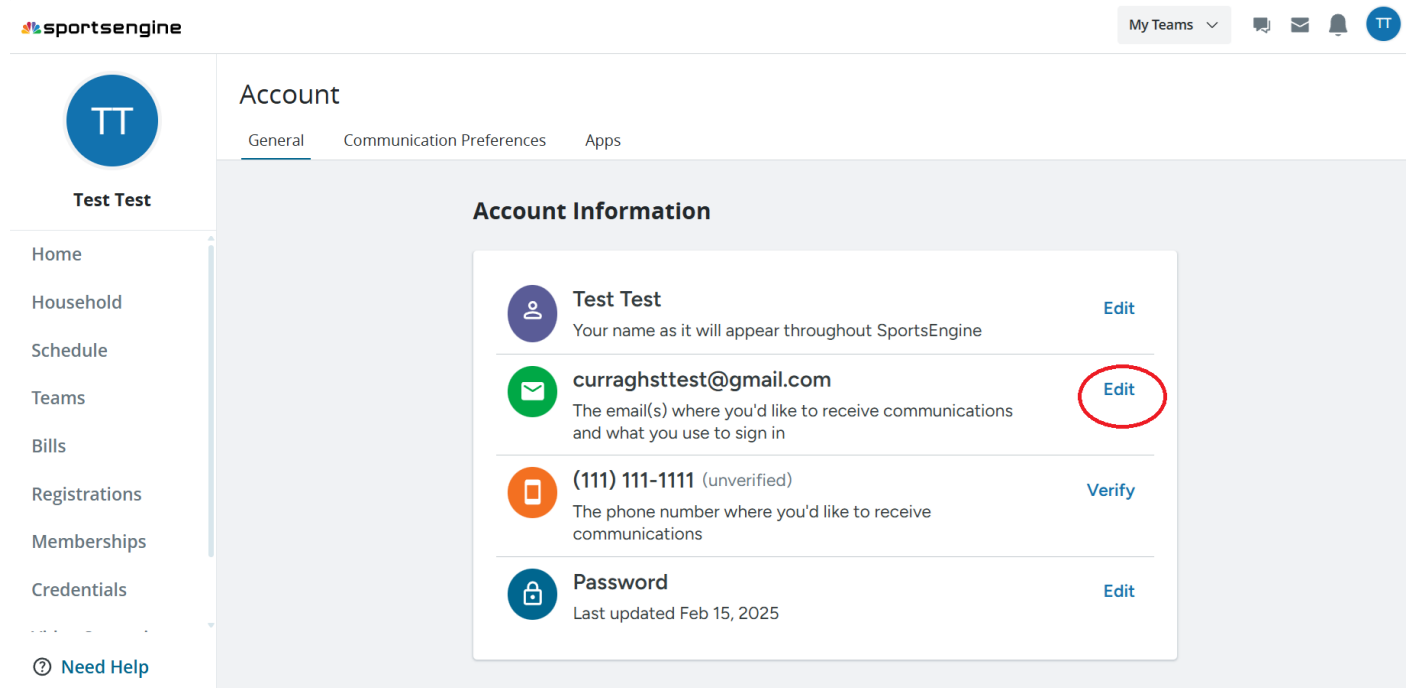 sportsengine
My Teams
TT
TT
Test Test
Home
Household
Schedule
Teams
Bills
Registrations
Memberships
Credentials
Need Help
Account
General Communication Preferences Apps
Account Information
Test Test
Your name as it will appear throughout SportsEngine
Edit
curraghsttest@gmail.com
The email(s) where you'd like to receive communications
and what you use to sign in
Edit
(111) 111-1111 (unverified)
The phone number where you'd like to receive
communications
Verify
Password
Last updated Feb 15, 2025
Edit